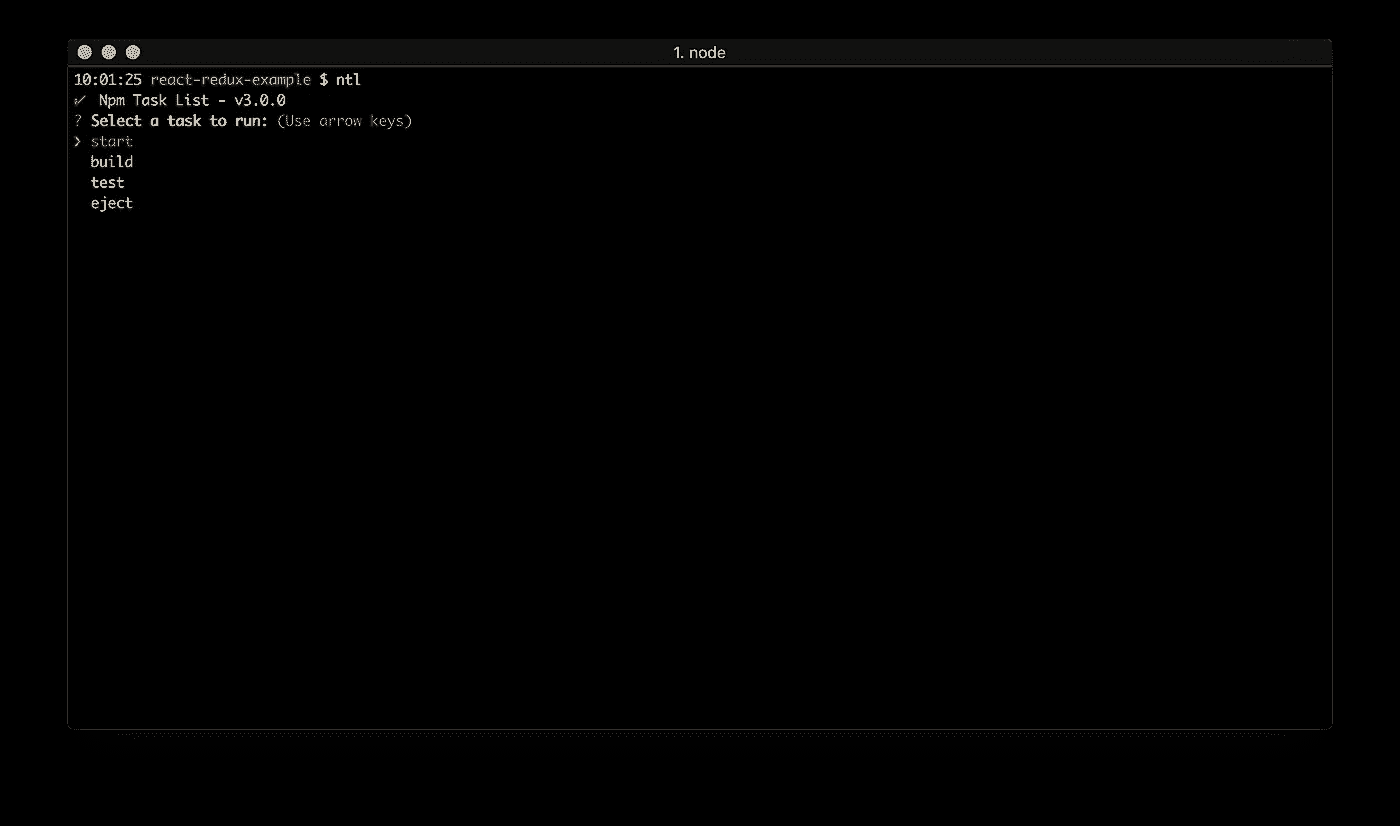 1. node
10:01:25 react-redux-example $ ntl
✓ Npm Task List - v3.0.0
? Select a task to run: (Use arrow keys)
❯ start
build
test
eject